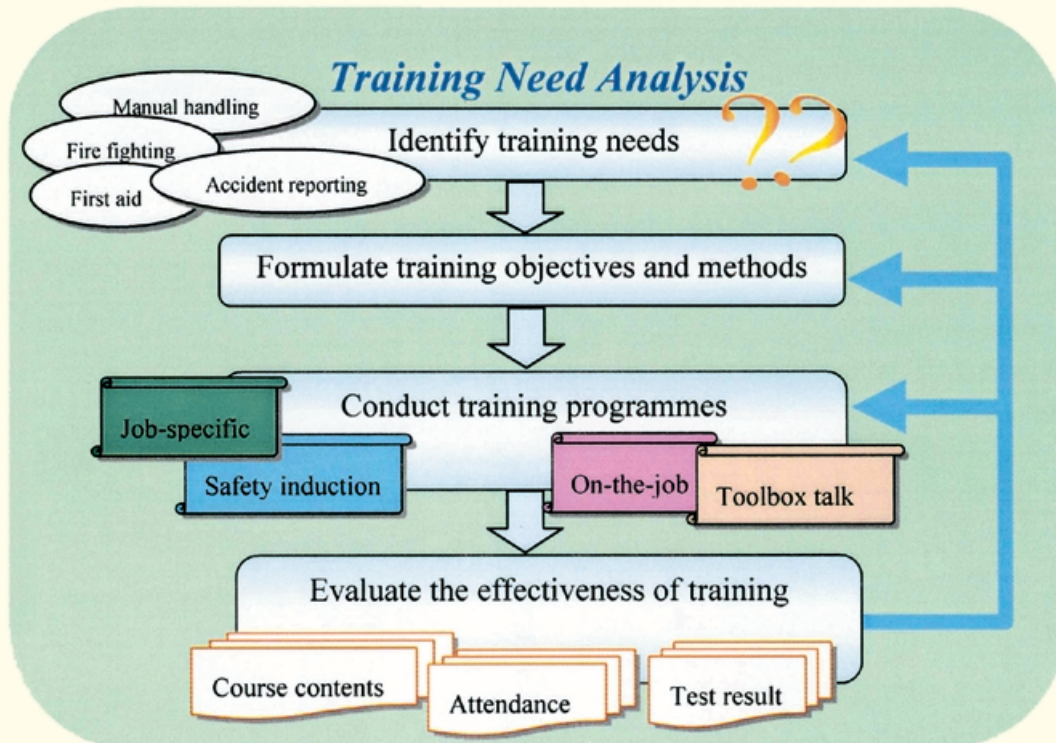 Training Need Analysis
Manual handling
Fire fighting
First aid
Accident reporting
Identify training needs
??
Formulate training objectives and methods
Conduct training programmes
Job-specific
Safety induction
On-the-job
Toolbox talk
Evaluate the effectiveness of training
Course contents
Attendance
Test result